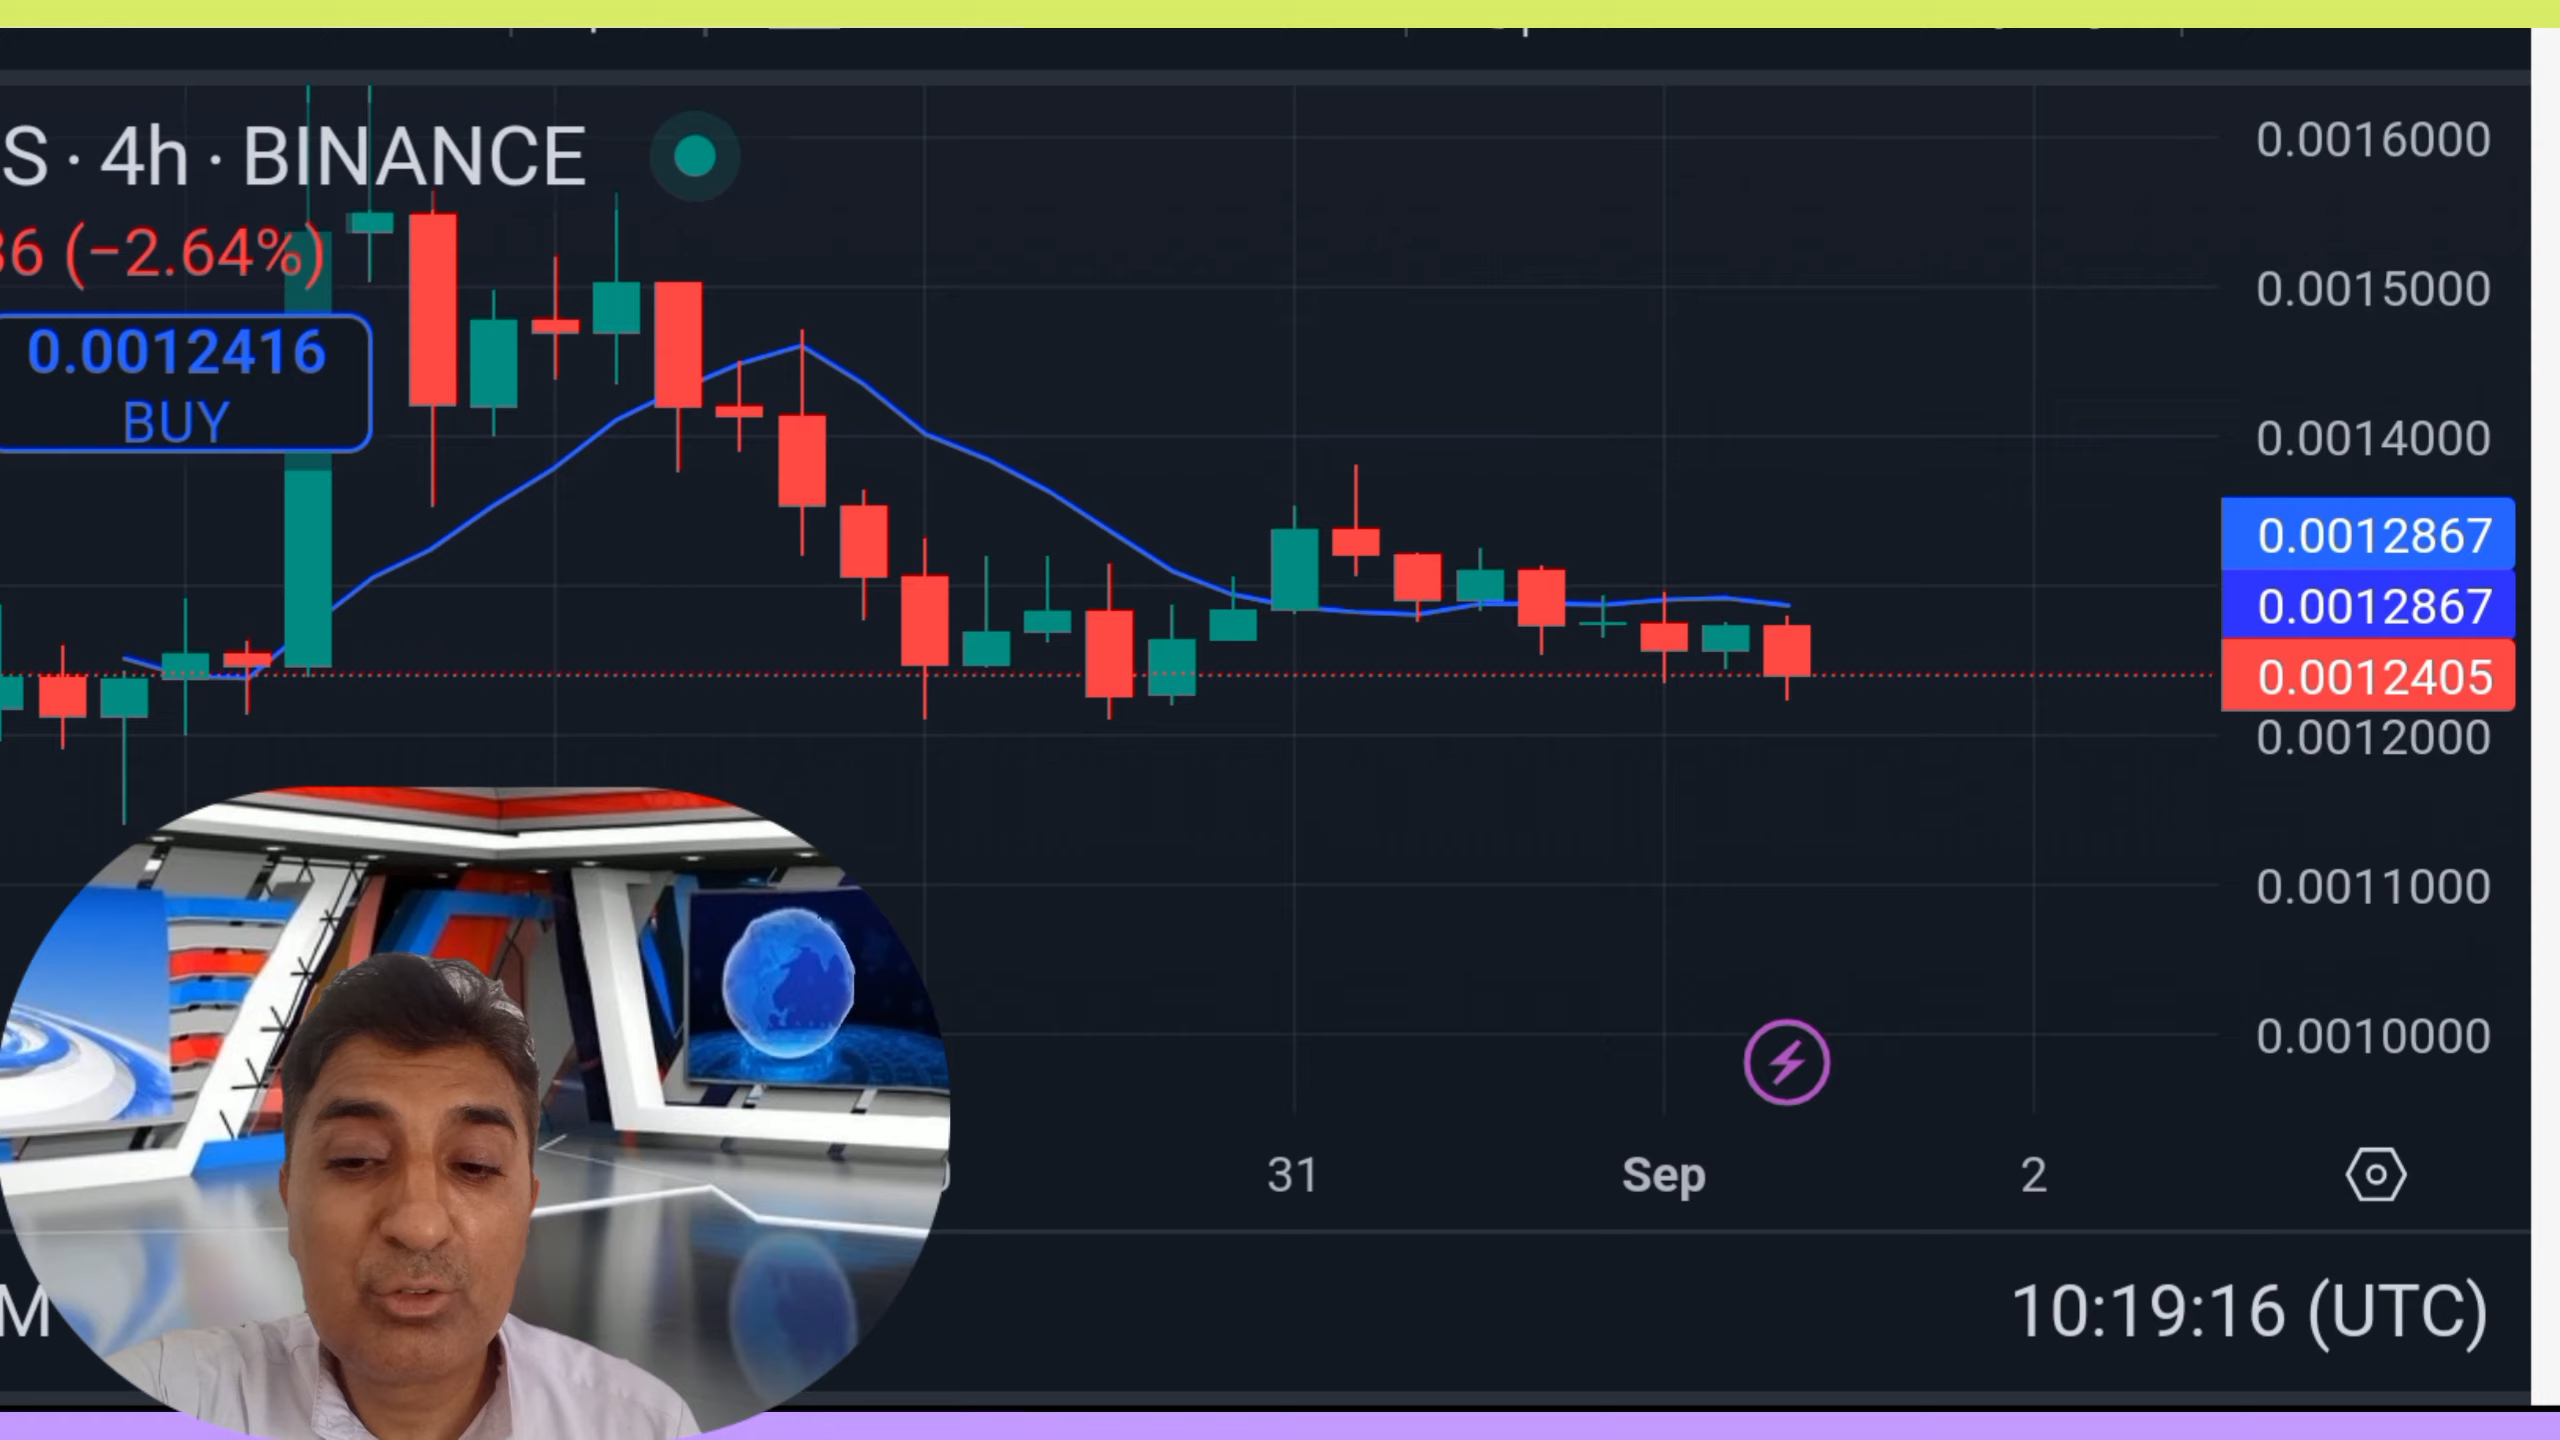 S · 4h · BINANCE
36 (−2.64%)
0.0012416
BUY
0.0016000
0.0015000
0.0014000
0.0012867
0.0012867
0.0012405
0.0012000
0.0011000
0.0010000
31 Sep 2
M
10:19:16 (UTC)